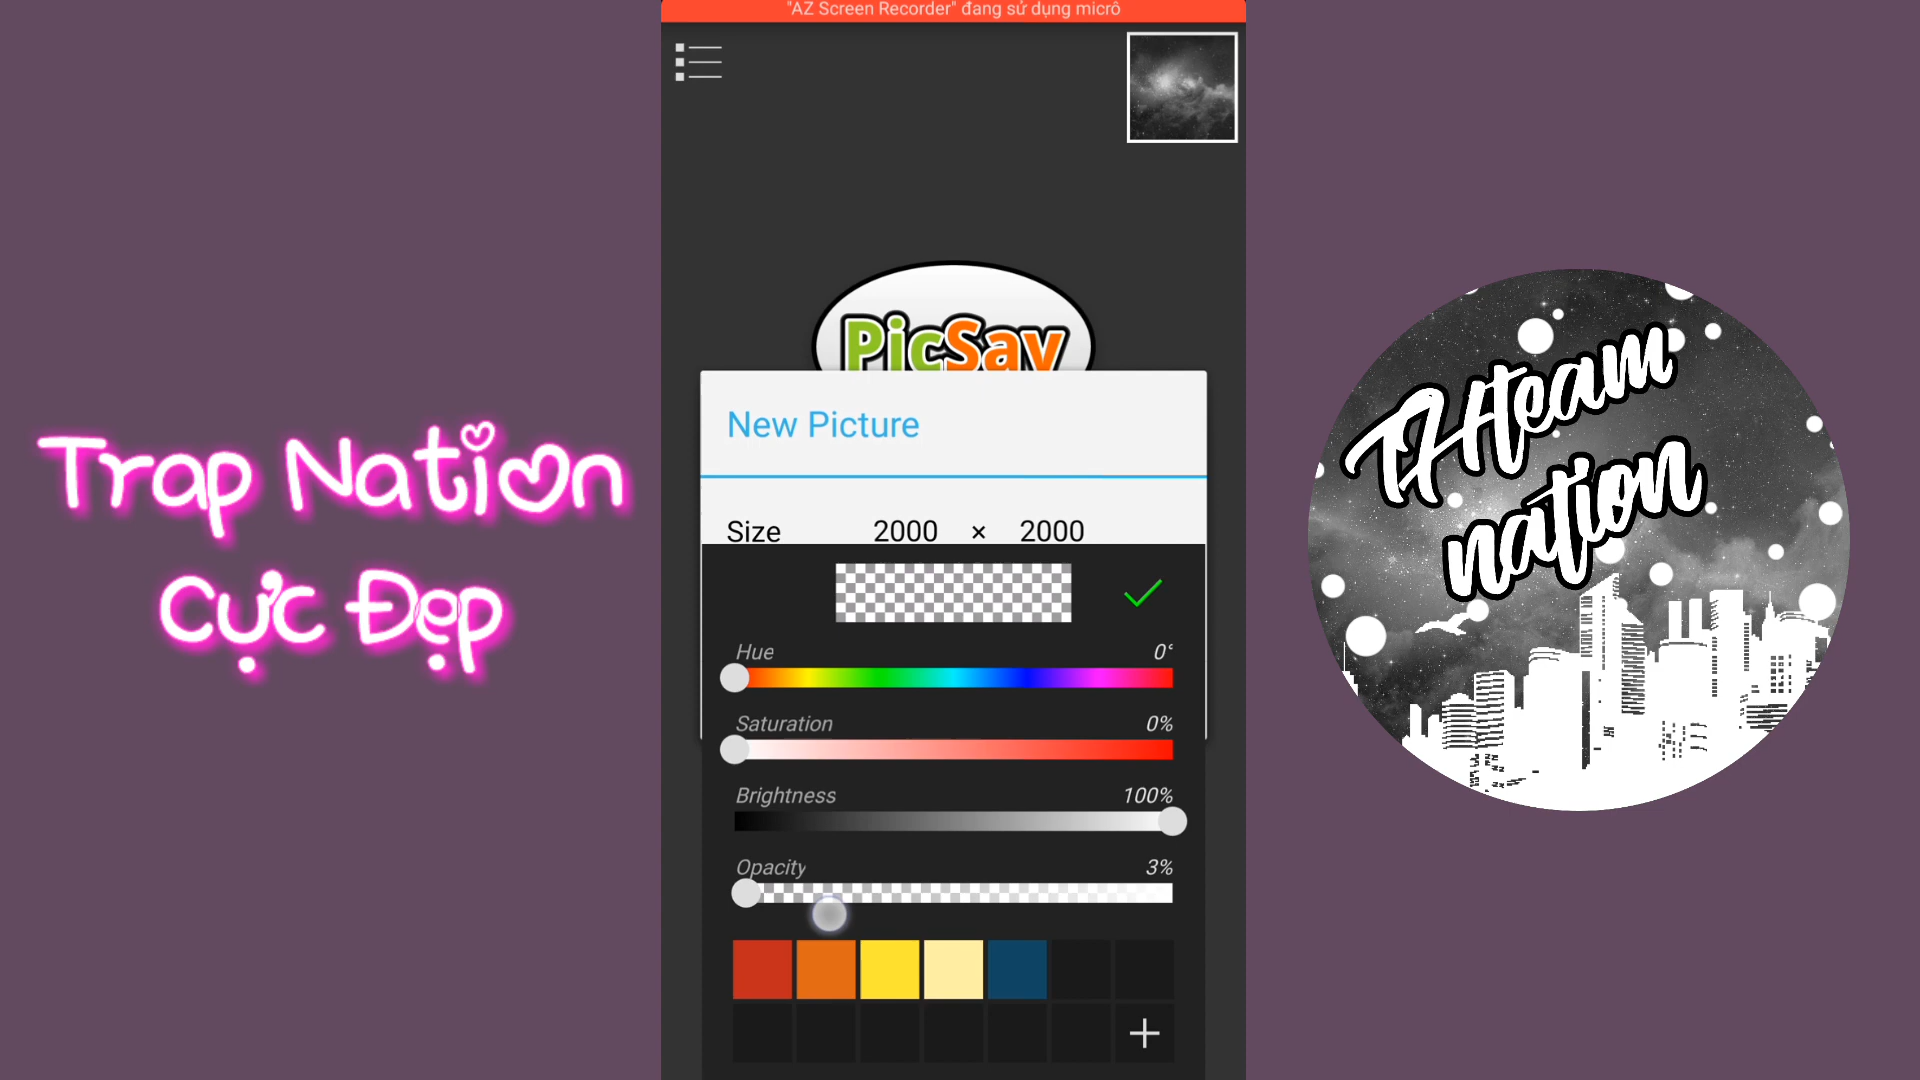 "AZ Screen Recorder" đang sử dụng micrô
PicSay
New Picture
Size 2000 × 2000
Hue 0°
Saturation 0%
Brightness 100%
Opacity 3%
Trap Nation
Cực Đẹp
THteam
nation